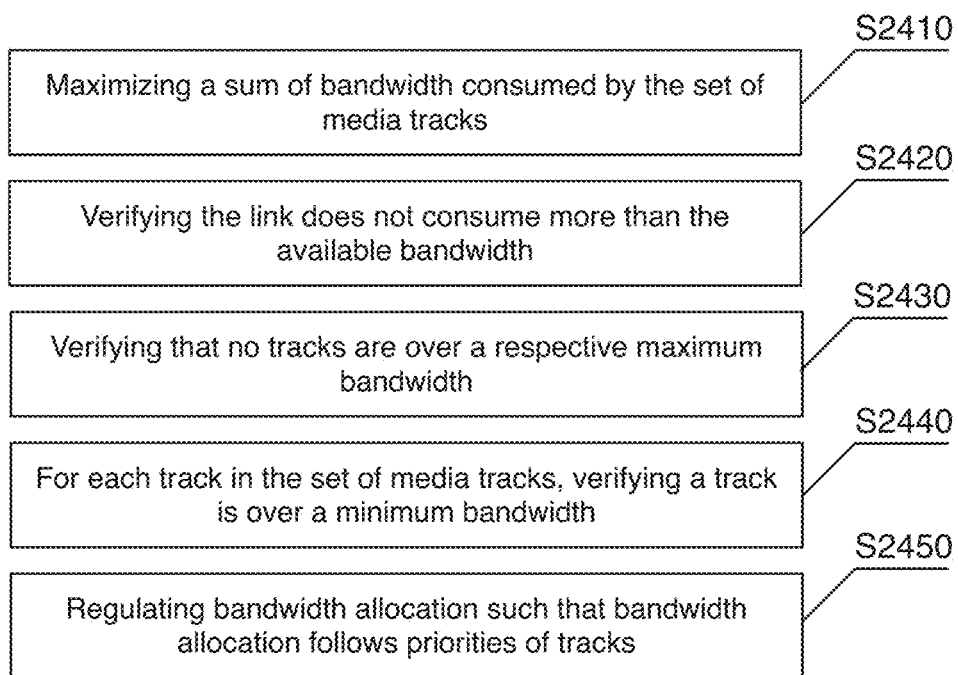 S2410
Maximizing a sum of bandwidth consumed by the set of
media tracks
S2420
Verifying the link does not consume more than the
available bandwidth
S2430
Verifying that no tracks are over a respective maximum
bandwidth
S2440
For each track in the set of media tracks, verifying a track
is over a minimum bandwidth
S2450
Regulating bandwidth allocation such that bandwidth
allocation follows priorities of tracks